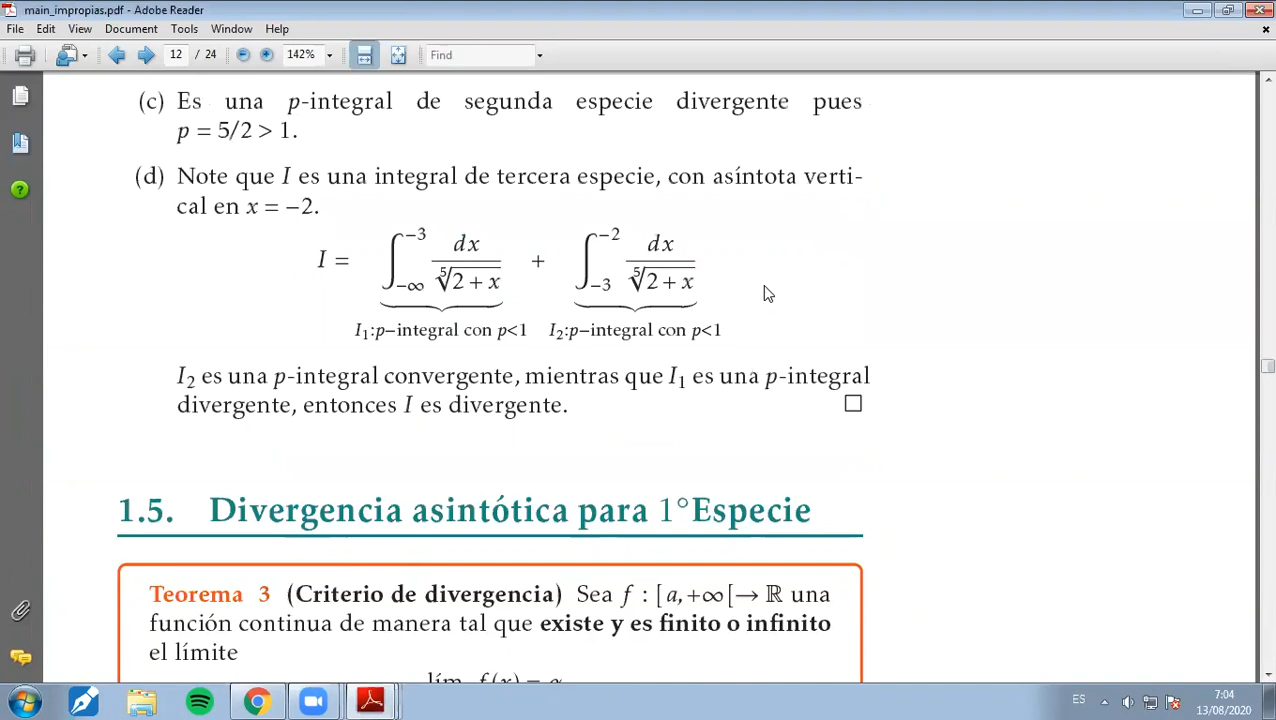 main_impropias.pdf - Adobe Reader
File Edit View Document Tools Window Help
12 / 24 142% Find
(c) Es una p-integral de segunda especie divergente pues
p = 5/2 > 1.
(d) Note que I es una integral de tercera especie, con asíntota verti-
cal en x = −2.
I = ∫_{−∞}^{−3} dx / ⁵√(2 + x) + ∫_{−3}^{−2} dx / ⁵√(2 + x)
I₁:p−integral con p<1 I₂:p−integral con p<1
I₂ es una p-integral convergente, mientras que I₁ es una p-integral
divergente, entonces I es divergente. □
1.5. Divergencia asintótica para 1°Especie
Teorema 3 (Criterio de divergencia) Sea f : [a,+∞[→ ℝ una
función continua de manera tal que existe y es finito o infinito
el límite
lím f(x) = α
ES 7:04
13/08/2020